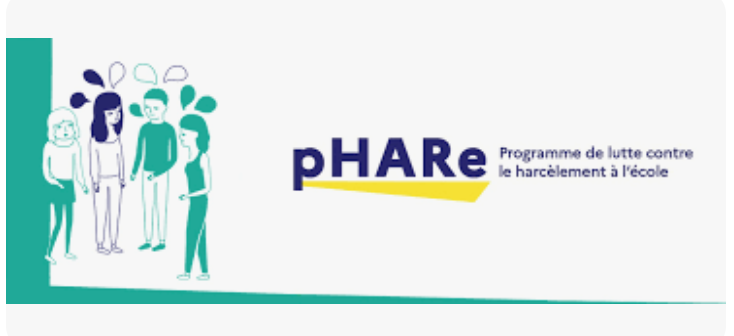 pHARe
Programme de lutte contre
le harcèlement à l'école